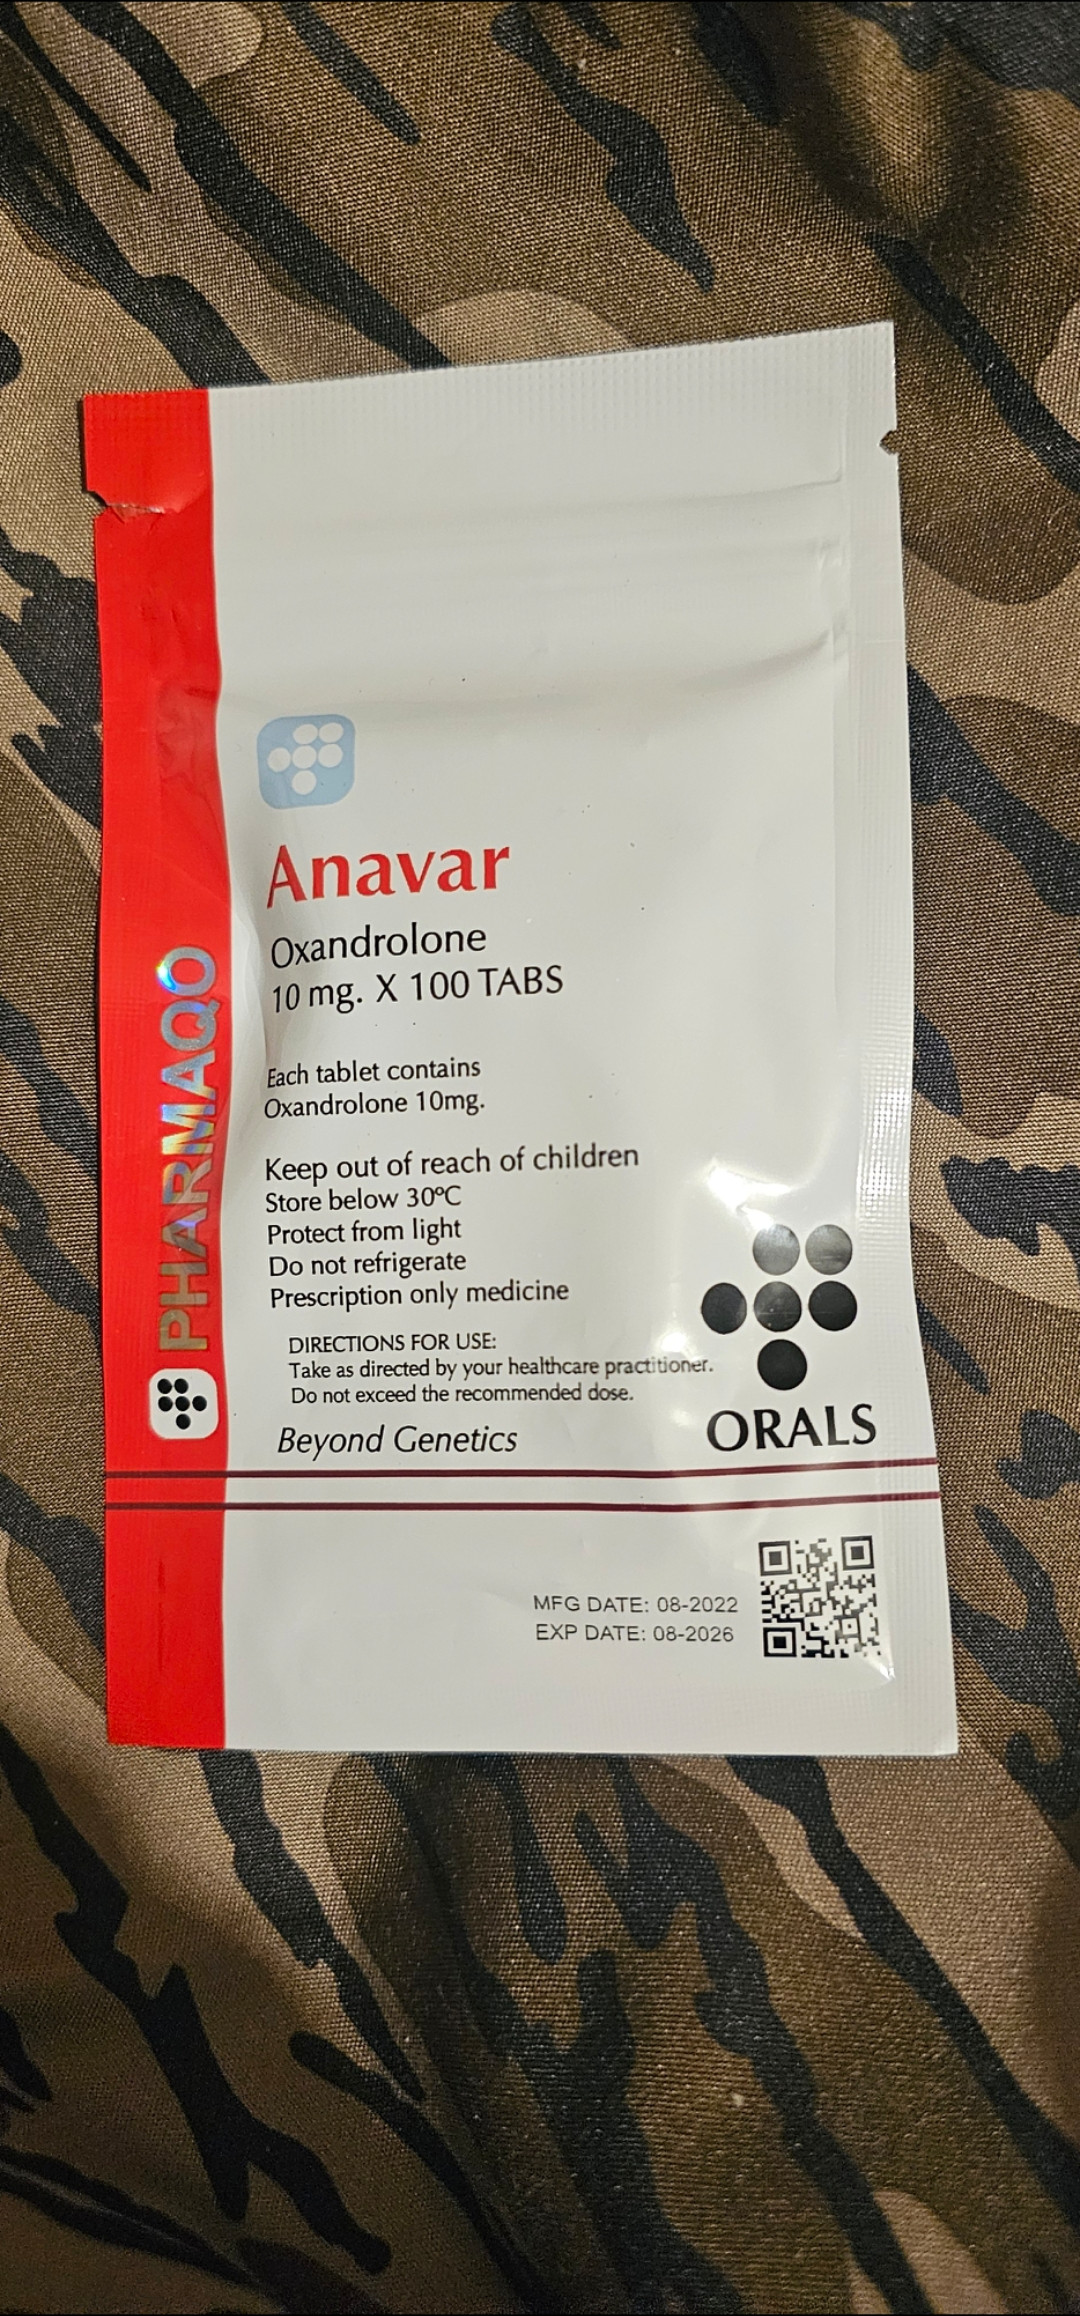 PHARMAQO
Anavar
Oxandrolone
10 mg. X 100 TABS
Each tablet contains
Oxandrolone 10mg.
Keep out of reach of children
Store below 30ºC
Protect from light
Do not refrigerate
Prescription only medicine
DIRECTIONS FOR USE:
Take as directed by your healthcare practitioner.
Do not exceed the recommended dose.
Beyond Genetics
ORALS
MFG DATE: 08-2022
EXP DATE: 08-2026